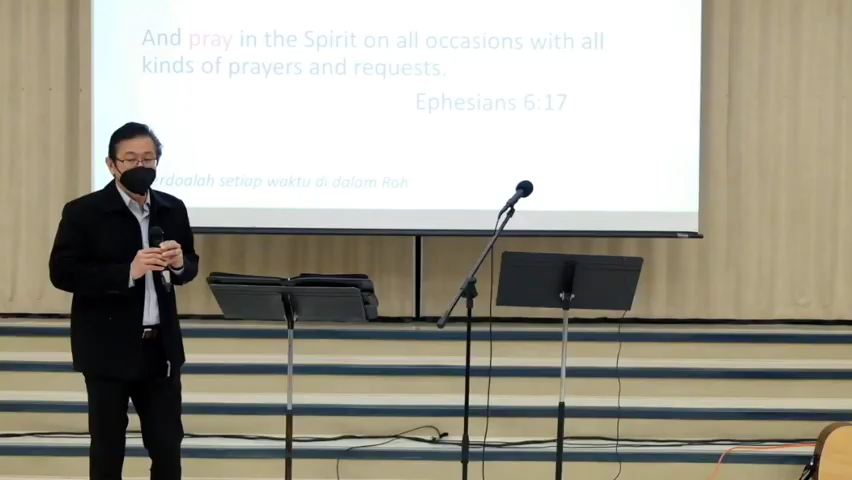 And pray in the Spirit on all occasions with all
kinds of prayers and requests.
Ephesians 6:17
setiap waktu di dalam Roh